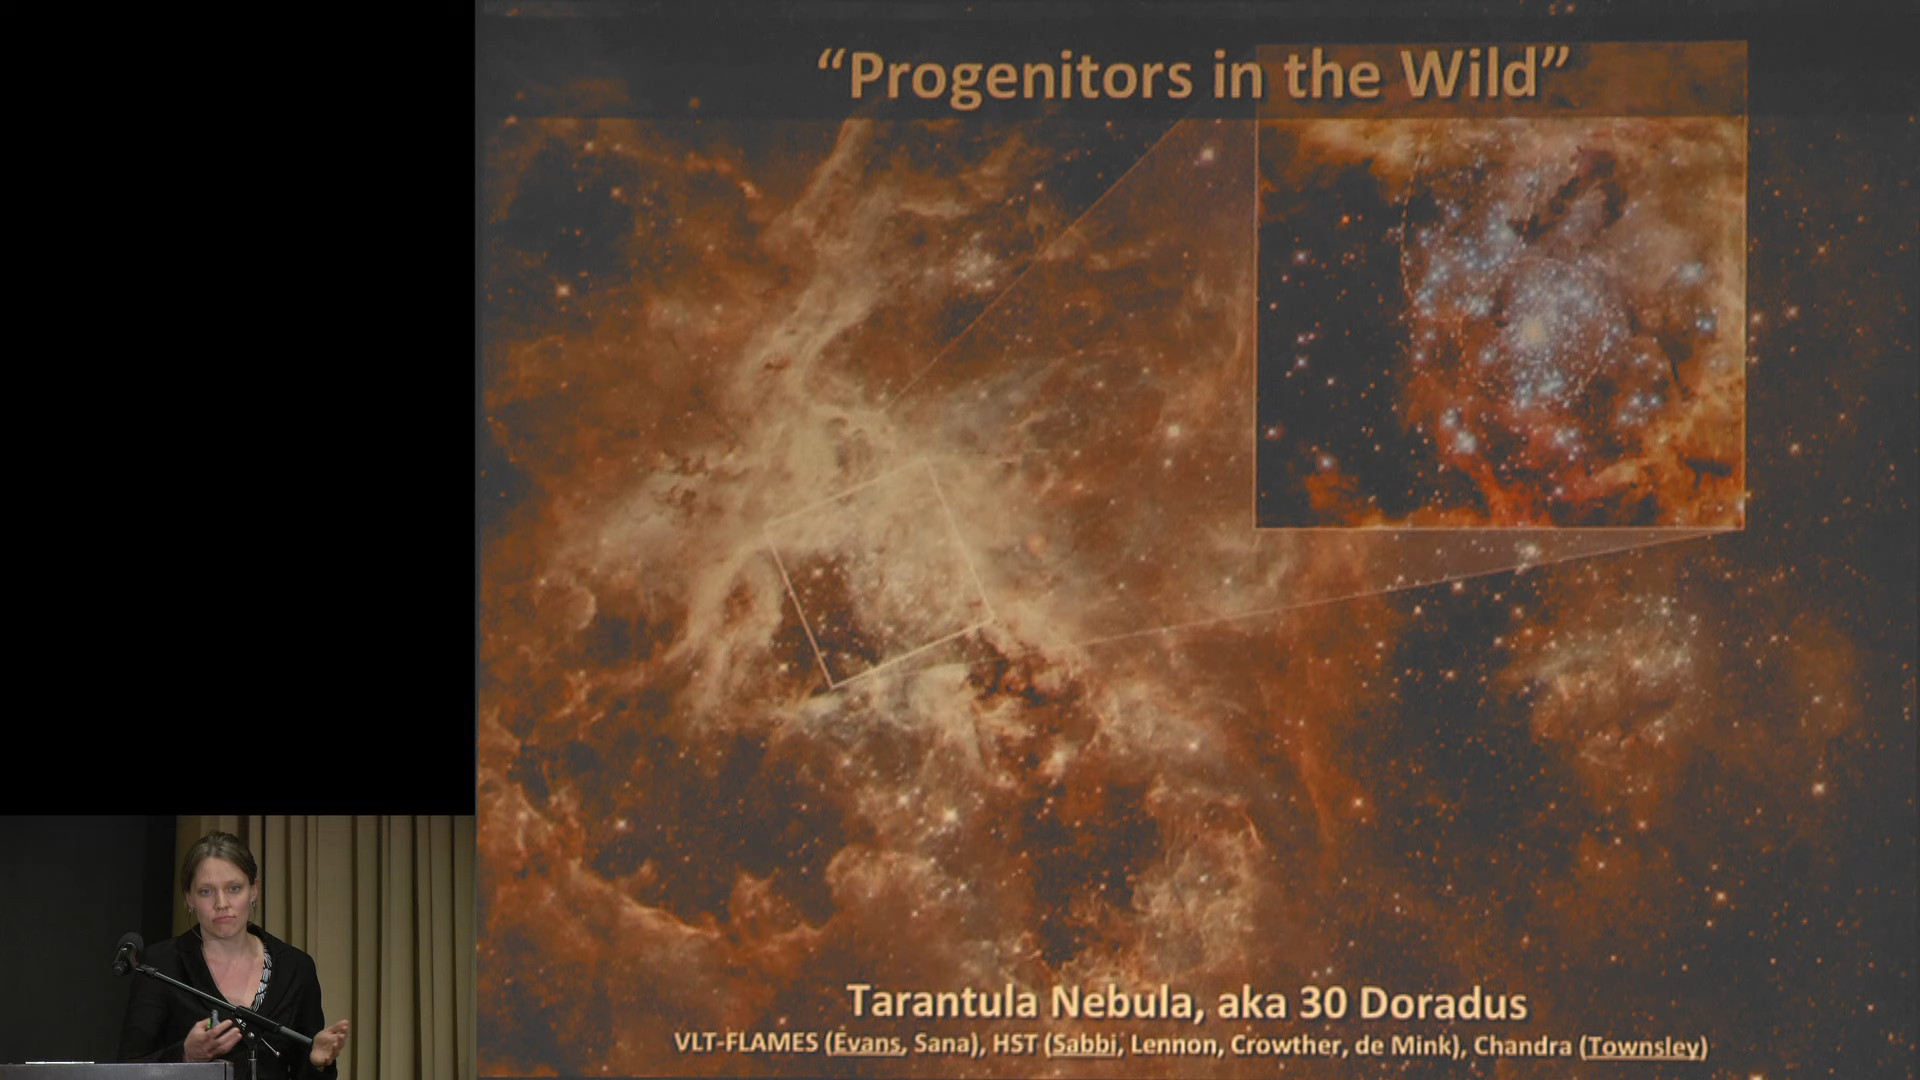 “Progenitors in the Wild”
Tarantula Nebula, aka 30 Doradus
VLT-FLAMES (Evans, Sana), HST (Sabbi, Lennon, Crowther, de Mink), Chandra (Townsley)